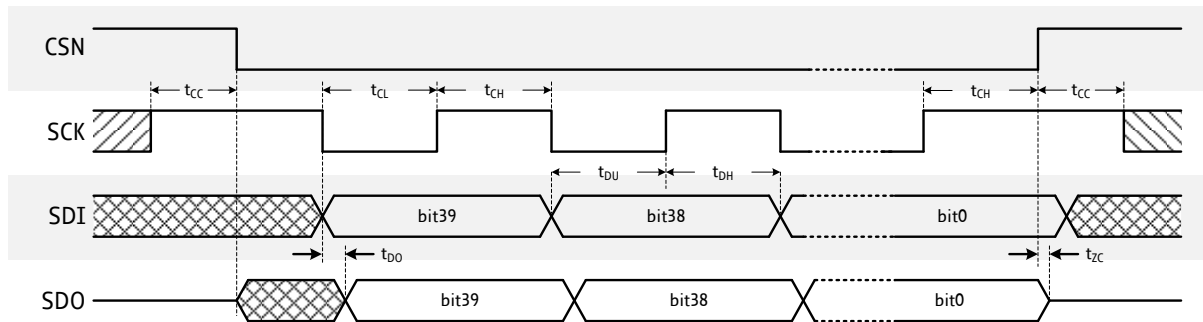 CSN
t_CC t_CL t_CH t_CH t_CC
SCK
t_DU t_DH
SDI bit39 bit38 bit0
t_DO t_ZC
SDO bit39 bit38 bit0